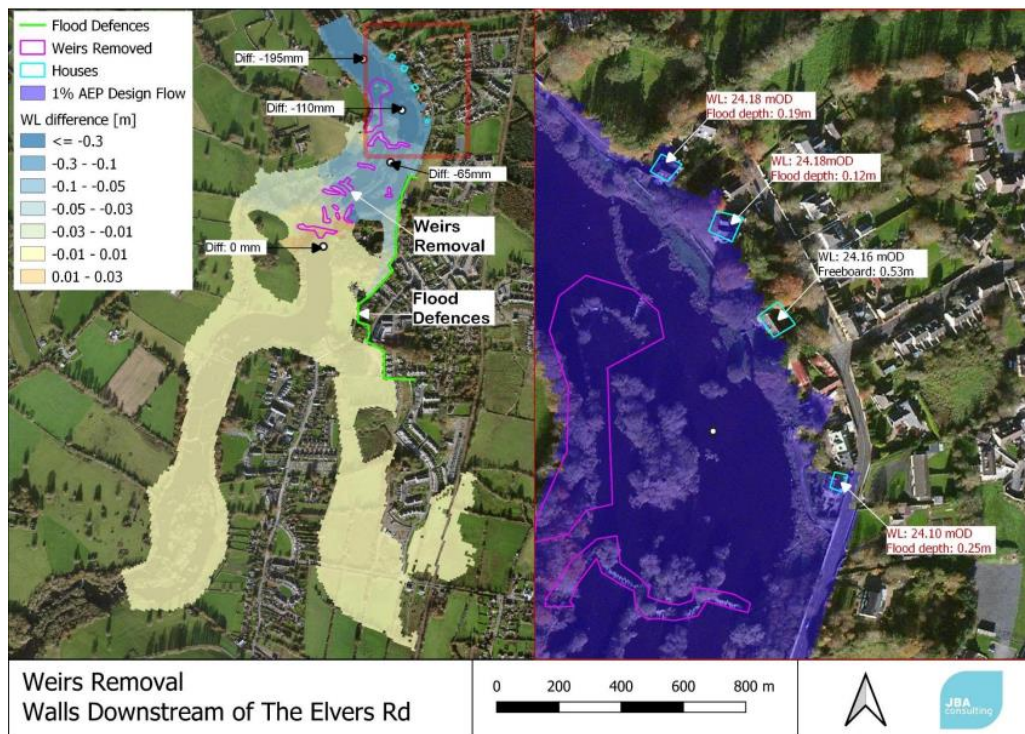 Flood Defences
Weirs Removed
Houses
1% AEP Design Flow
WL difference [m]
<= -0.3
-0.3 - -0.1
-0.1 - -0.05
-0.05 - -0.03
-0.03 - -0.01
-0.01 - 0.01
0.01 - 0.03
Diff: -195mm
Diff: -110mm
Diff: -65mm
Diff: 0 mm
Weirs
Removal
Flood
Defences
WL: 24.18 mOD
Flood depth: 0.19m
WL: 24.18mOD
Flood depth: 0.12m
WL: 24.16 mOD
Freeboard: 0.53m
WL: 24.10 mOD
Flood depth: 0.25m
Weirs Removal
Walls Downstream of The Elvers Rd
0 200 400 600 800 m
JBA
consulting